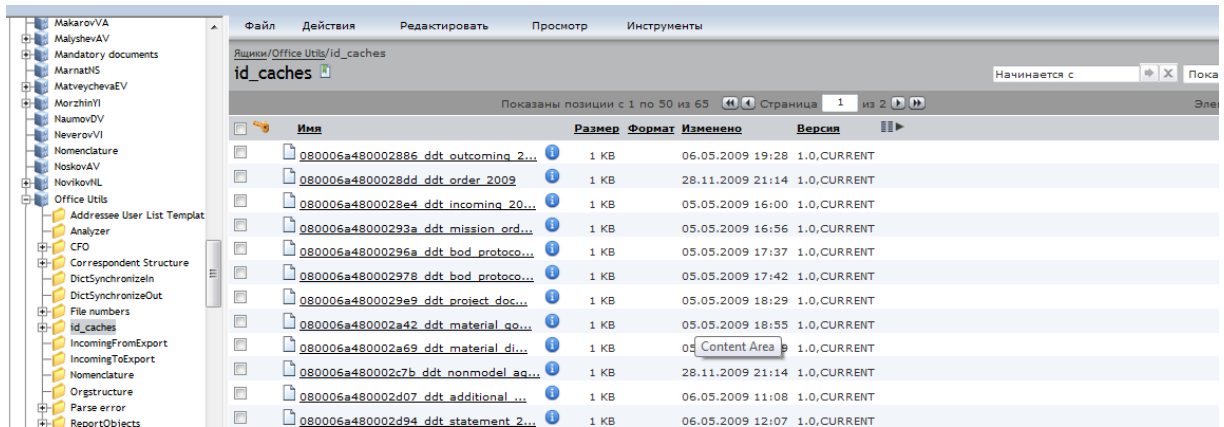 MakarovVA
MalyshevAV
Mandatory documents
MarnatNS
MatveychevaEV
MorzhinYI
NaumovDV
NeverovVI
Nomenclature
NoskovAV
NovikovNL
Office Utils
Addressee User List Templat
Analyzer
CFO
Correspondent Structure
DictSynchronizeIn
DictSynchronizeOut
File numbers
id_caches
IncomingFromExport
IncomingToExport
Nomenclature
Orgstructure
Parse error
ReportObjects
Файл Действия Редактировать Просмотр Инструменты
Ящики/Office Utils/id_caches
id_caches
Начинается с Пока
Показаны позиции с 1 по 50 из 65 Страница 1 из 2 Элем
Имя Размер Формат Изменено Версия
080006a480002886_ddt_outcoming_2... 1 KB 06.05.2009 19:28 1.0,CURRENT
080006a4800028dd_ddt_order_2009 1 KB 28.11.2009 21:14 1.0,CURRENT
080006a4800028e4_ddt_incoming_20... 1 KB 05.05.2009 16:00 1.0,CURRENT
080006a48000293a_ddt_mission_ord... 1 KB 05.05.2009 16:56 1.0,CURRENT
080006a48000296a_ddt_bod_protoco... 1 KB 05.05.2009 17:37 1.0,CURRENT
080006a480002978_ddt_bod_protoco... 1 KB 05.05.2009 17:42 1.0,CURRENT
080006a4800029e9_ddt_project_doc... 1 KB 05.05.2009 18:29 1.0,CURRENT
080006a480002a42_ddt_material_go... 1 KB 05.05.2009 18:55 1.0,CURRENT
080006a480002a69_ddt_material_di... 1 KB 05 Content Area 9 1.0,CURRENT
080006a480002c7b_ddt_nonmodel_ag... 1 KB 28.11.2009 21:14 1.0,CURRENT
080006a480002d07_ddt_additional_... 1 KB 06.05.2009 11:08 1.0,CURRENT
080006a480002d94_ddt_statement_2... 1 KB 06.05.2009 12:07 1.0,CURRENT